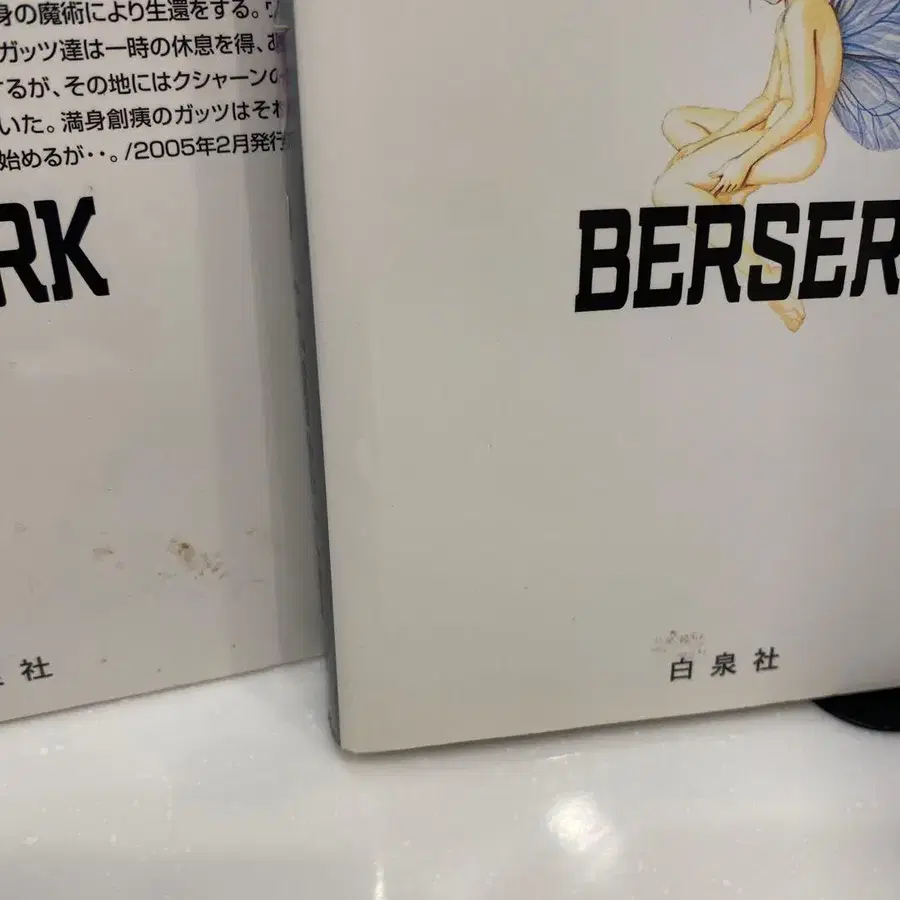 身の魔術により生還をする。
ガッツ達は一時の休息を得、
るが、その地にはクシャーンの
いた。満身創痍のガッツはそれ
始めるが・・。/2005年2月発行
RK
社
BERSER
白泉社